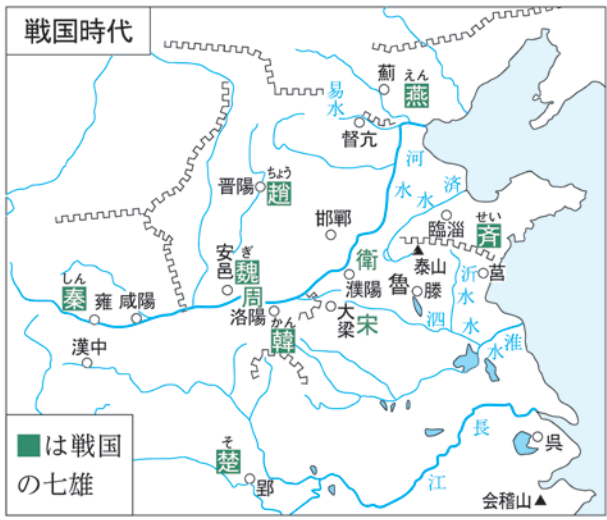 戦国時代
薊
えん
燕
易水
督亢
河水
済水
晋陽
ちょう
趙
邯鄲
臨淄
せい
斉
泰山
莒
安邑
ぎ
魏
衛
濮陽
魯
滕
沂水
泗水
淮水
しん
秦
雍
咸陽
周
洛陽
かん
韓
大梁
宋
漢中
そ
楚
郢
長江
呉
会稽山
■は戦国
の七雄